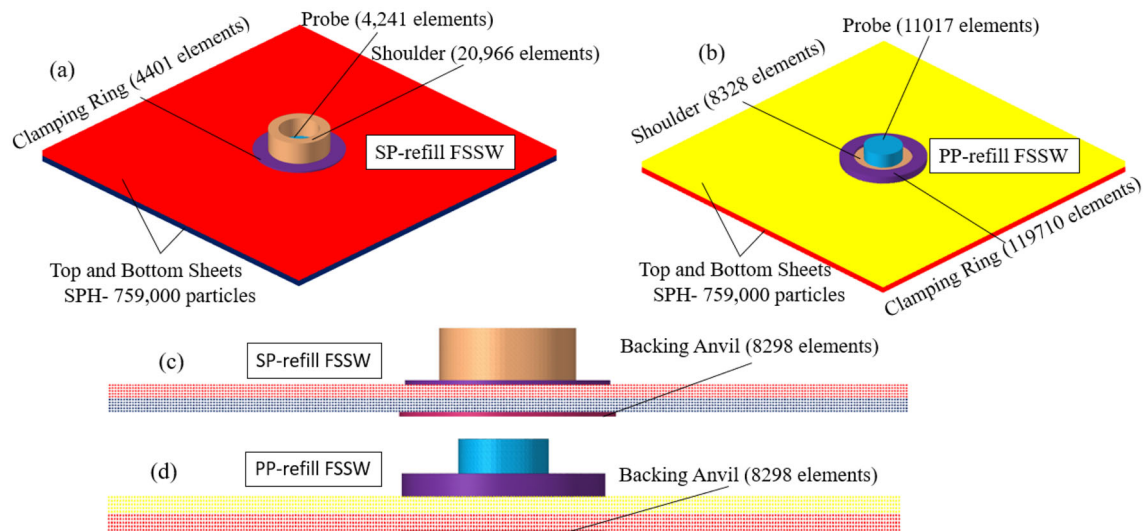 Probe (4,241 elements)
Shoulder (20,966 elements)
(a)
Clamping Ring (4401 elements)
SP-refill FSSW
Top and Bottom Sheets
SPH- 759,000 particles
Probe (11017 elements)
(b)
Shoulder (8328 elements)
PP-refill FSSW
Top and Bottom Sheets
SPH- 759,000 particles
Clamping Ring (119710 elements)
(c)
SP-refill FSSW
Backing Anvil (8298 elements)
(d)
PP-refill FSSW
Backing Anvil (8298 elements)